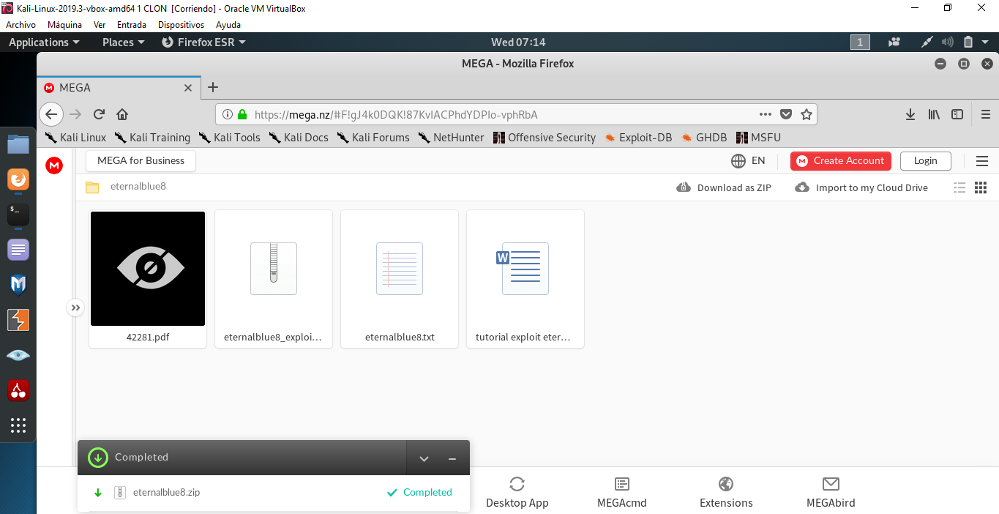 Kali-Linux-2019.3-vbox-amd64 1 CLON [Corriendo] - Oracle VM VirtualBox
Archivo Máquina Ver Entrada Dispositivos Ayuda
Applications Places Firefox ESR Wed 07:14 1
MEGA - Mozilla Firefox
MEGA
https://mega.nz/#F!gJ4k0DQK!87KvIACPhdYDPIo-vphRbA
Kali Linux Kali Training Kali Tools Kali Docs Kali Forums NetHunter Offensive Security Exploit-DB GHDB MSFU
M MEGA for Business EN M Create Account Login
eternalblue8 Download as ZIP Import to my Cloud Drive
W
42281.pdf eternalblue8_exploi... eternalblue8.txt tutorial exploit eter...
Completed
eternalblue8.zip Completed
Desktop App MEGAcmd Extensions MEGAbird